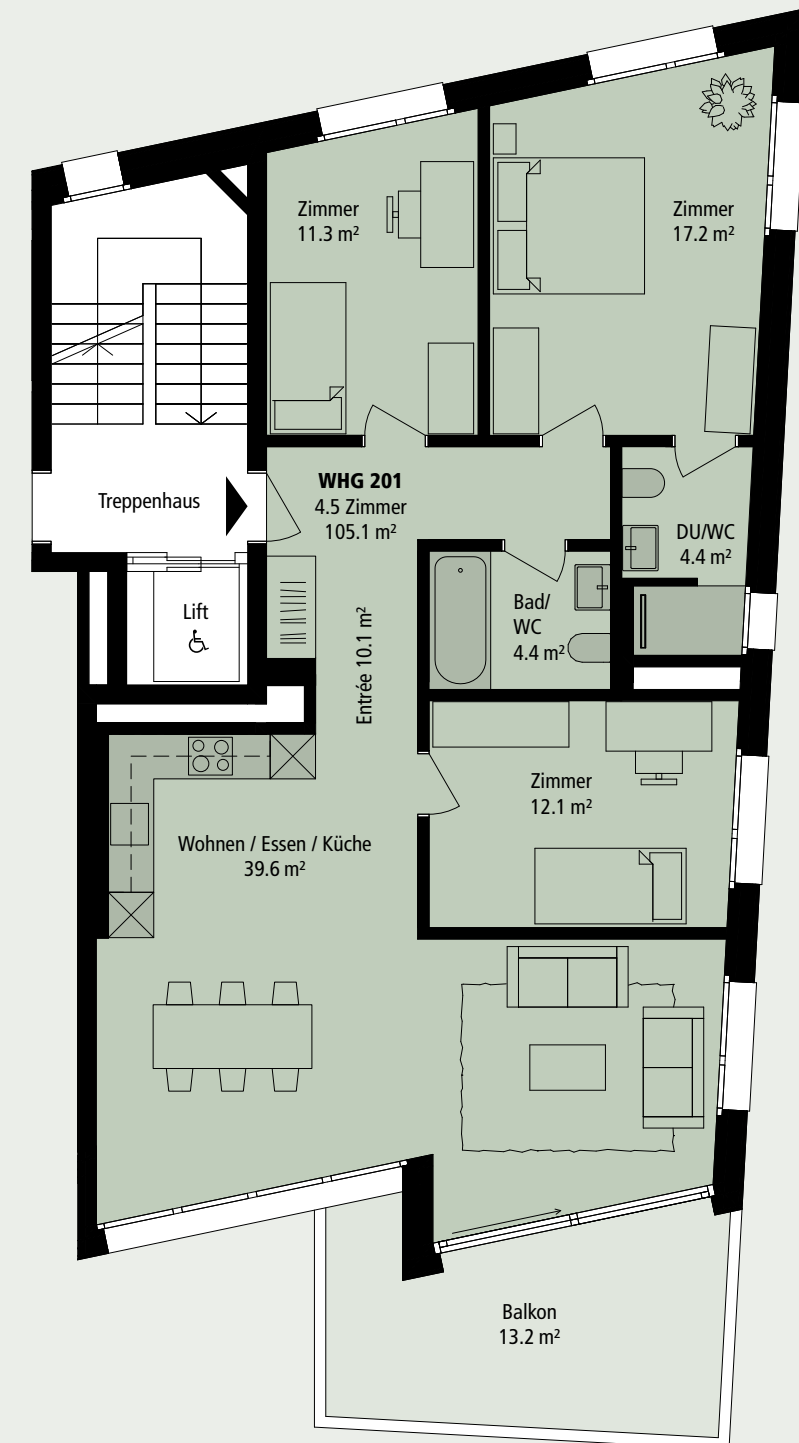 Zimmer
11.3 m²
Zimmer
17.2 m²
WHG 201
4.5 Zimmer
105.1 m²
Treppenhaus
DU/WC
4.4 m²
Lift
Bad/
WC
4.4 m²
Entrée 10.1 m²
Zimmer
12.1 m²
Wohnen / Essen / Küche
39.6 m²
Balkon
13.2 m²